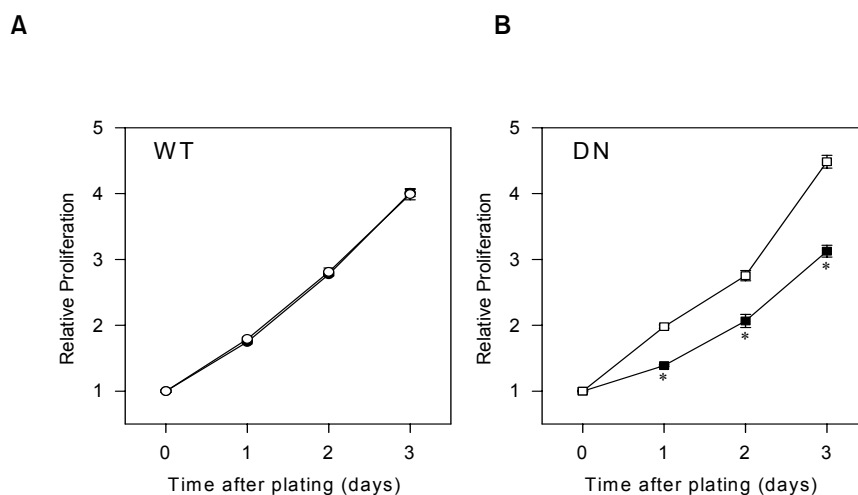 A
B
WT
DN
Relative Proliferation
5
4
3
2
1
0 1 2 3
Time after plating (days)
Relative Proliferation
5
4
3
2
1
*
*
*
0 1 2 3
Time after plating (days)